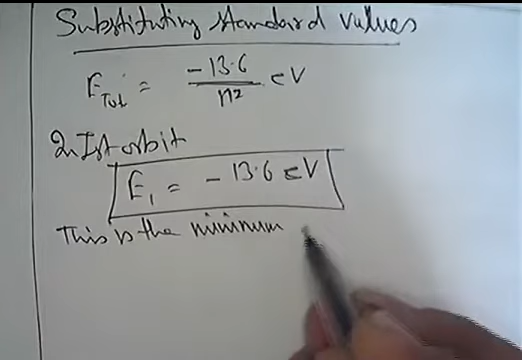 Substituting standard values
E_Tot = -13.6/n² eV
In Ist orbit
E₁ = -13.6 eV
This is the minimum